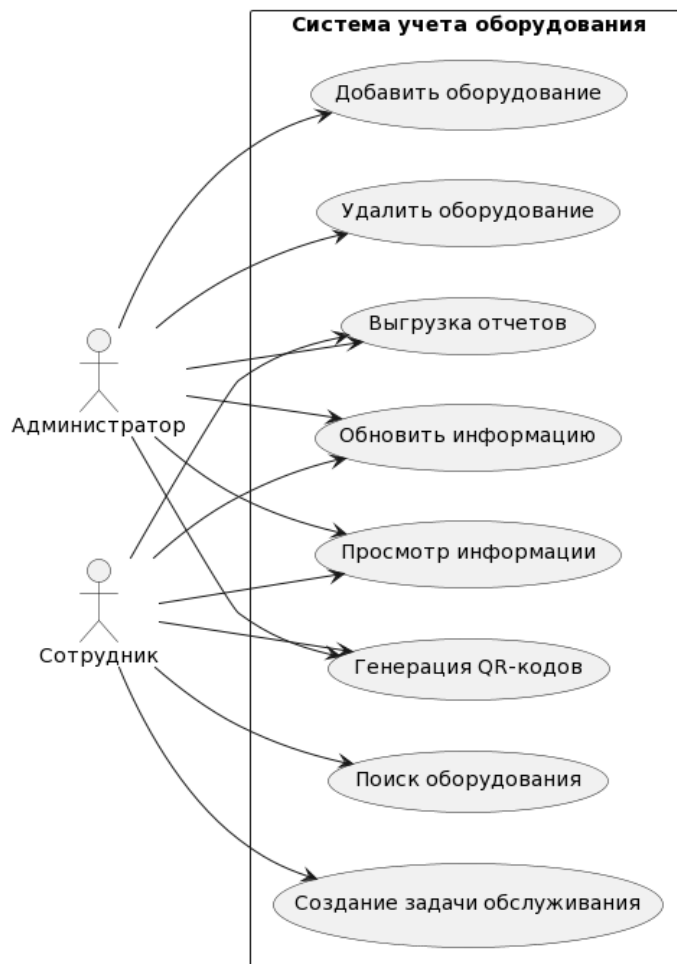 Система учета оборудования
Добавить оборудование
Удалить оборудование
Выгрузка отчетов
Администратор
Обновить информацию
Просмотр информации
Сотрудник
Генерация QR-кодов
Поиск оборудования
Создание задачи обслуживания